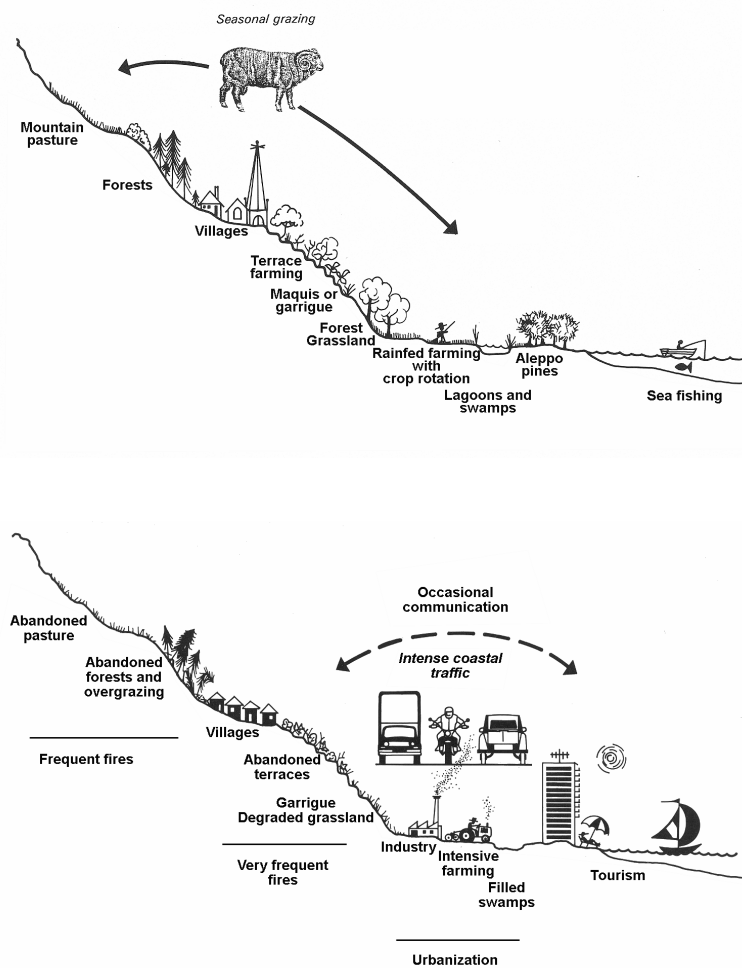 Seasonal grazing
Mountain
pasture
Forests
Villages
Terrace
farming
Maquis or
garrigue
Forest
Grassland
Rainfed farming
with
crop rotation
Lagoons and
swamps
Aleppo
pines
Sea fishing
Occasional
communication
Intense coastal
traffic
Abandoned
pasture
Abandoned
forests and
overgrazing
Frequent fires
Villages
Abandoned
terraces
Garrigue
Degraded grassland
Very frequent
fires
Industry
Intensive
farming
Filled
swamps
Tourism
Urbanization